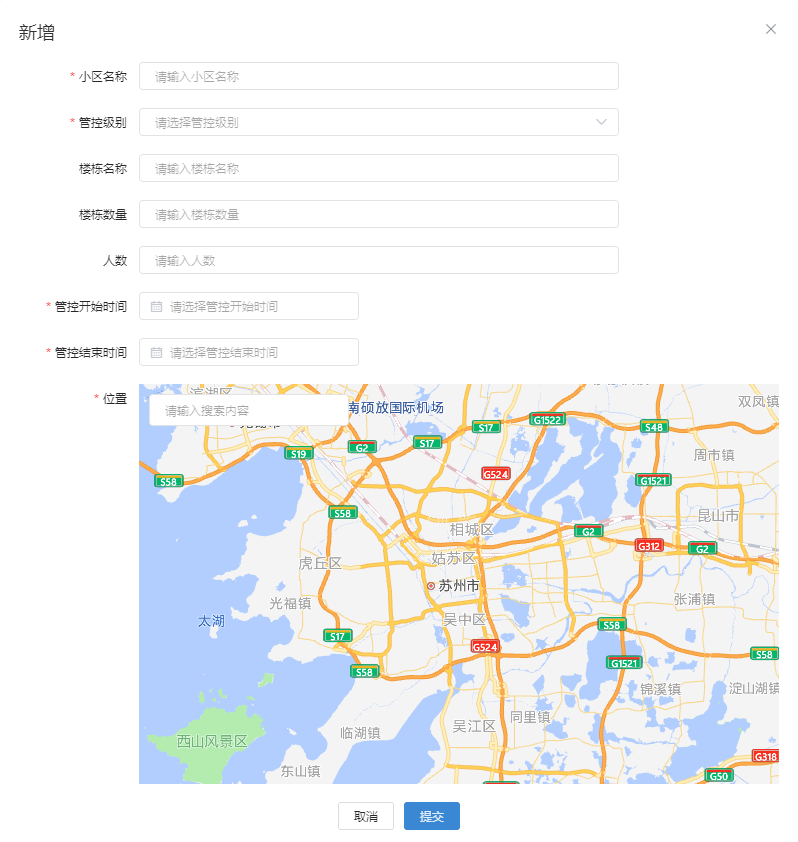 新增
* 小区名称 请输入小区名称
* 管控级别 请选择管控级别
楼栋名称 请输入楼栋名称
楼栋数量 请输入楼栋数量
人数 请输入人数
* 管控开始时间 请选择管控开始时间
* 管控结束时间 请选择管控结束时间
* 位置
请输入搜索内容
南硕放国际机场
双凤镇
G1522
S17
S48
S17
G2
S19
周市镇
G524
S58
G1521
S58
昆山市
相城区
G2
G312
G2
姑苏区
虎丘区
苏州市
张浦镇
光福镇
太湖
吴中区
S58
S17
G524
S58
G1521
S58
锦溪镇
淀山湖镇
同里镇
吴江区
临湖镇
西山风景区
G318
东山镇
G50
取消
提交